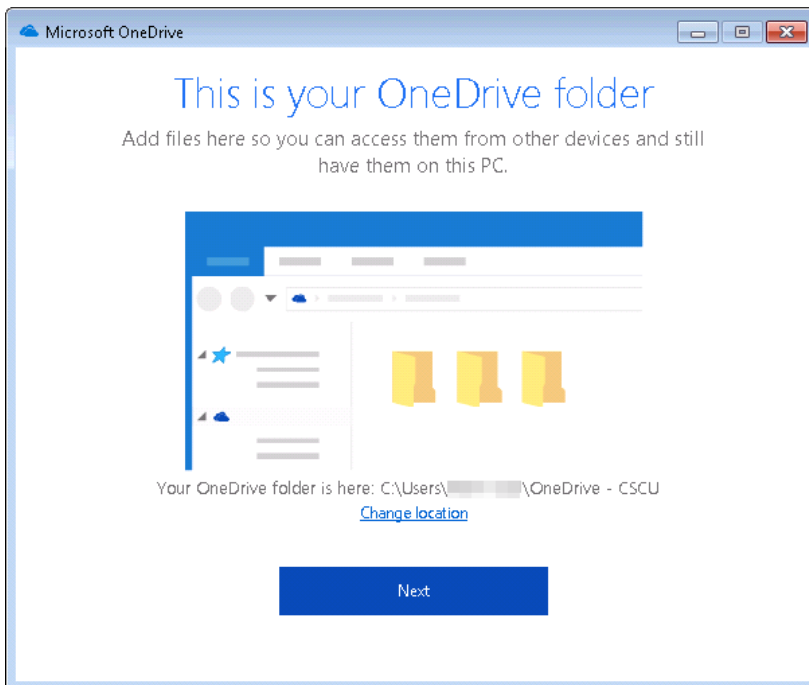 Microsoft OneDrive
This is your OneDrive folder
Add files here so you can access them from other devices and still
have them on this PC.
Your OneDrive folder is here: C:\Users\ \OneDrive - CSCU
Change location
Next